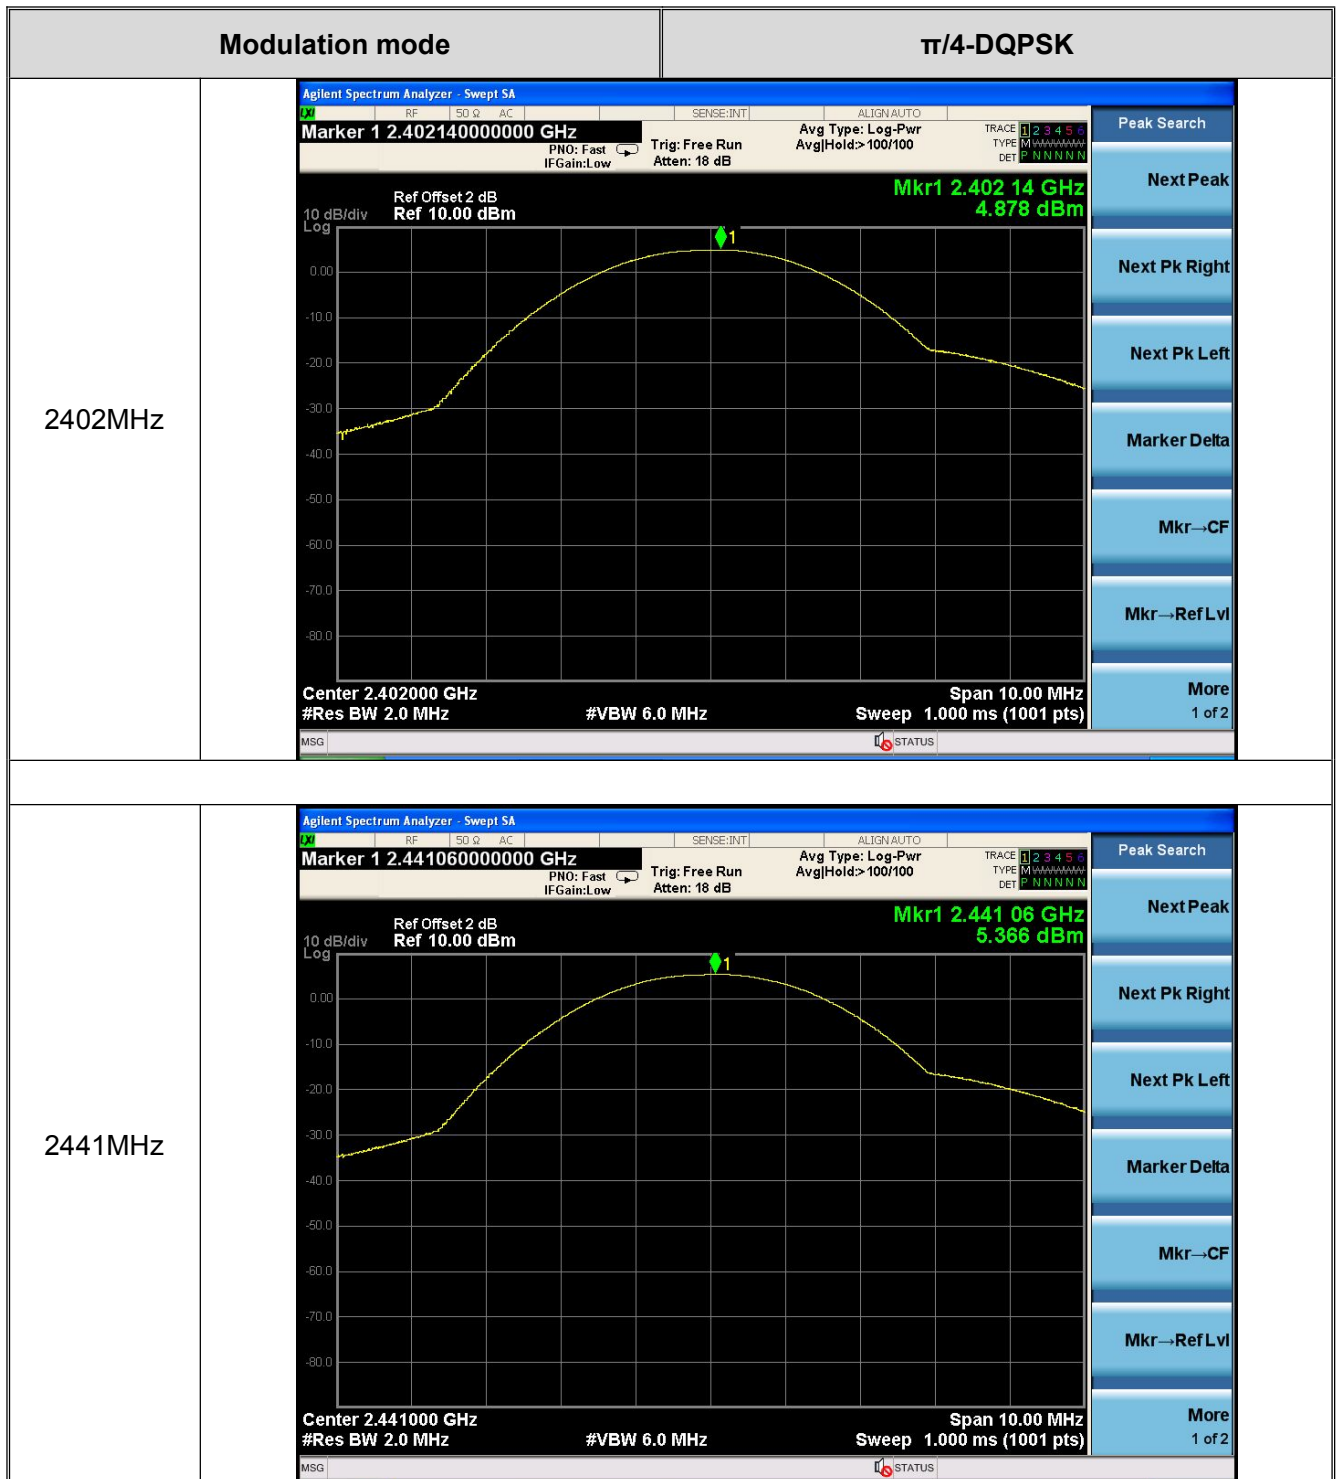 Modulation mode π/4-DQPSK
2402MHz
Agilent Spectrum Analyzer - Swept SA
LXI RF 50 Ω AC SENSE:INT ALIGN AUTO
Marker 1 2.402140000000 GHz
PNO: Fast
IFGain:Low
Trig: Free Run
Atten: 18 dB
Avg Type: Log-Pwr
Avg|Hold:>100/100
TRACE 1 2 3 4 5 6
TYPE M
DET P N N N N N
Mkr1 2.402 14 GHz
4.878 dBm
Ref Offset 2 dB
10 dB/div Ref 10.00 dBm
Log
1
0.00
-10.0
-20.0
-30.0
-40.0
-50.0
-60.0
-70.0
-80.0
Center 2.402000 GHz Span 10.00 MHz
#Res BW 2.0 MHz #VBW 6.0 MHz Sweep 1.000 ms (1001 pts)
MSG STATUS
Peak Search
Next Peak
Next Pk Right
Next Pk Left
Marker Delta
Mkr→CF
Mkr→Ref Lvl
More
1 of 2
2441MHz
Agilent Spectrum Analyzer - Swept SA
LXI RF 50 Ω AC SENSE:INT ALIGN AUTO
Marker 1 2.441060000000 GHz
PNO: Fast
IFGain:Low
Trig: Free Run
Atten: 18 dB
Avg Type: Log-Pwr
Avg|Hold:>100/100
TRACE 1 2 3 4 5 6
TYPE M
DET P N N N N N
Mkr1 2.441 06 GHz
5.366 dBm
Ref Offset 2 dB
10 dB/div Ref 10.00 dBm
Log
1
0.00
-10.0
-20.0
-30.0
-40.0
-50.0
-60.0
-70.0
-80.0
Center 2.441000 GHz Span 10.00 MHz
#Res BW 2.0 MHz #VBW 6.0 MHz Sweep 1.000 ms (1001 pts)
MSG STATUS
Peak Search
Next Peak
Next Pk Right
Next Pk Left
Marker Delta
Mkr→CF
Mkr→Ref Lvl
More
1 of 2